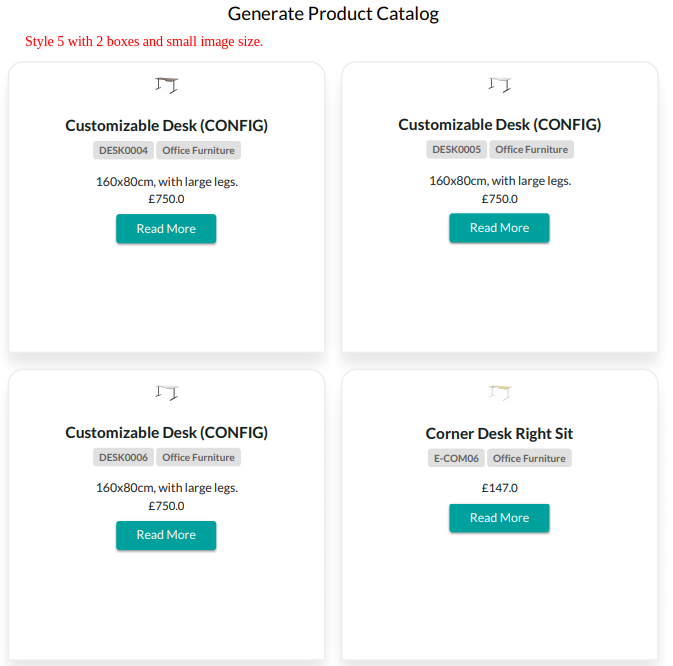 Generate Product Catalog
Style 5 with 2 boxes and small image size.
Customizable Desk (CONFIG)
DESK0004 Office Furniture
160x80cm, with large legs.
£750.0
Read More
Customizable Desk (CONFIG)
DESK0005 Office Furniture
160x80cm, with large legs.
£750.0
Read More
Customizable Desk (CONFIG)
DESK0006 Office Furniture
160x80cm, with large legs.
£750.0
Read More
Corner Desk Right Sit
E-COM06 Office Furniture
£147.0
Read More